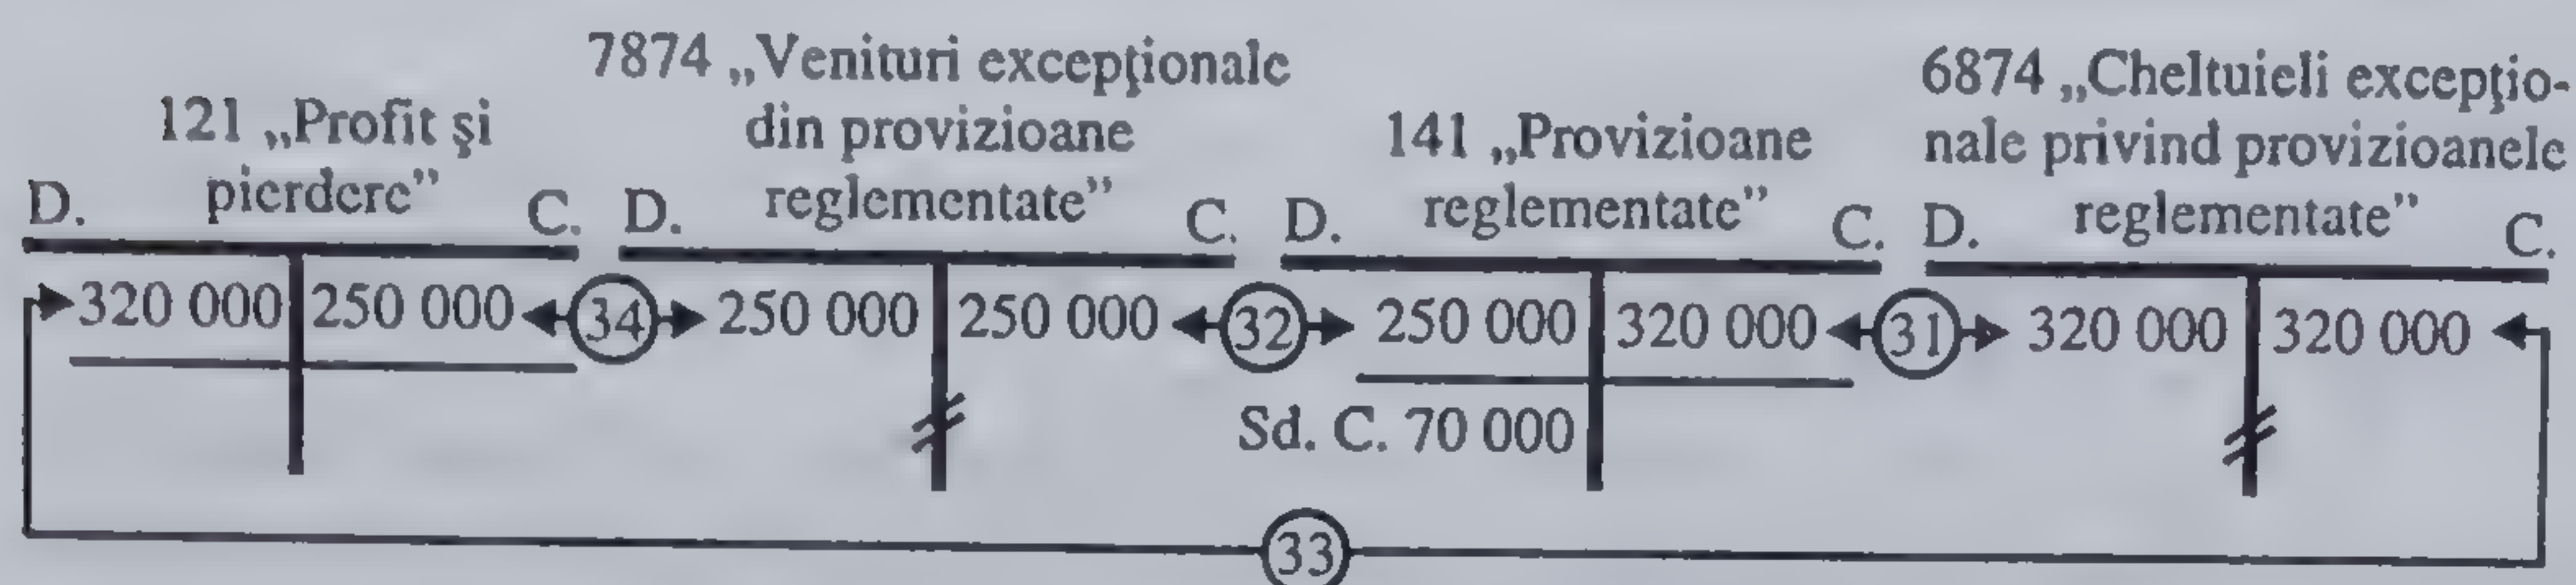 121 „Profit şi
pierdere”
D. C.
320 000 250 000
34
7874 „Venituri excepţionale
din provizioane
reglementate”
D. C.
250 000 250 000
32
141 „Provizioane
reglementate”
D. C.
250 000 320 000
Sd. C. 70 000
31
6874 „Cheltuieli excepţio-
nale privind provizioanele
reglementate”
D. C.
320 000 320 000
33